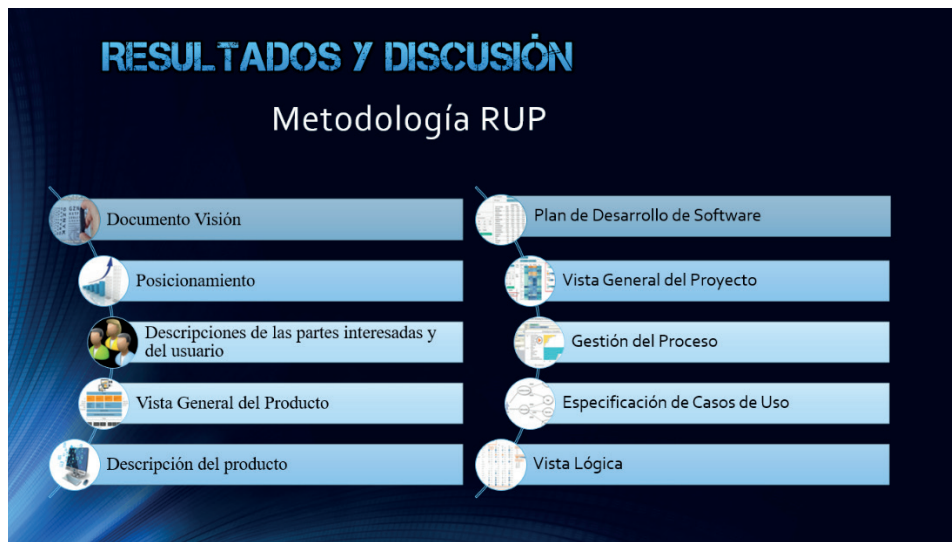 RESULTADOS Y DISCUSIÓN
Metodología RUP
Documento Visión
Posicionamiento
Descripciones de las partes interesadas y
del usuario
Vista General del Producto
Descripción del producto
Plan de Desarrollo de Software
Vista General del Proyecto
Gestión del Proceso
Especificación de Casos de Uso
Vista Lógica